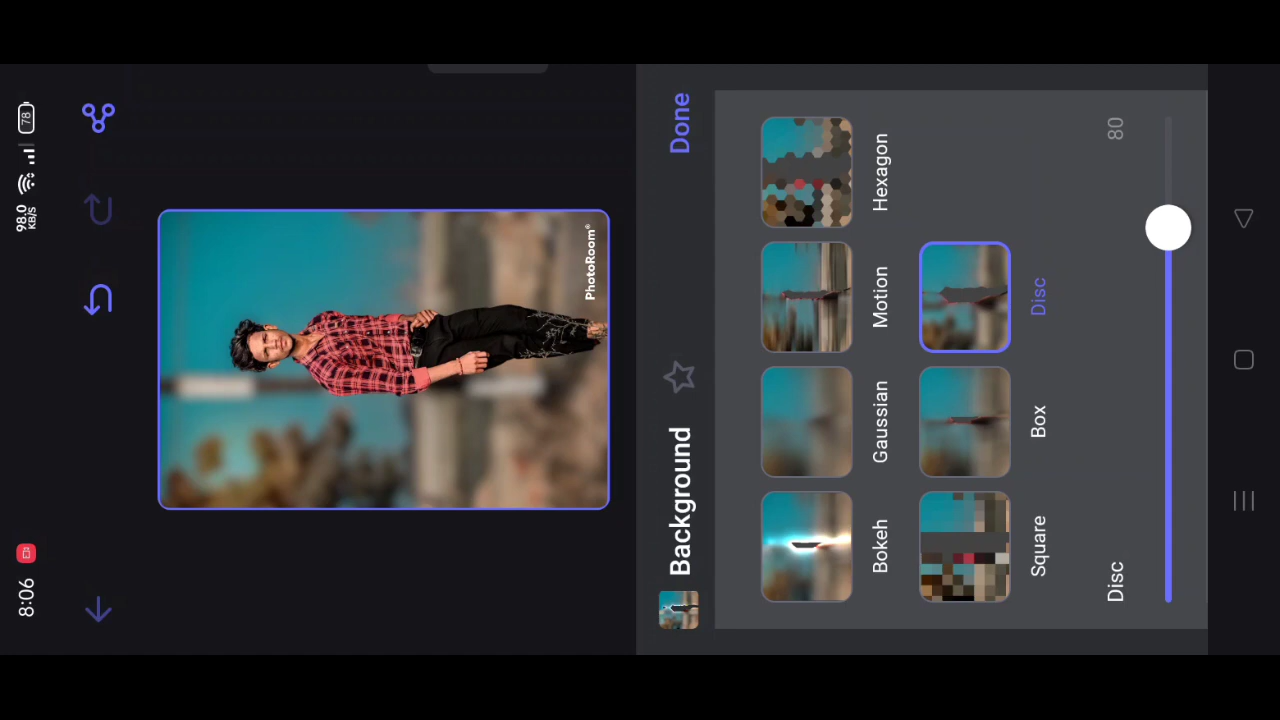 8:06
98.0
KB/S
78
PhotoRoom®
Background
Done
Bokeh
Gaussian
Motion
Hexagon
Square
Box
Disc
Disc
80